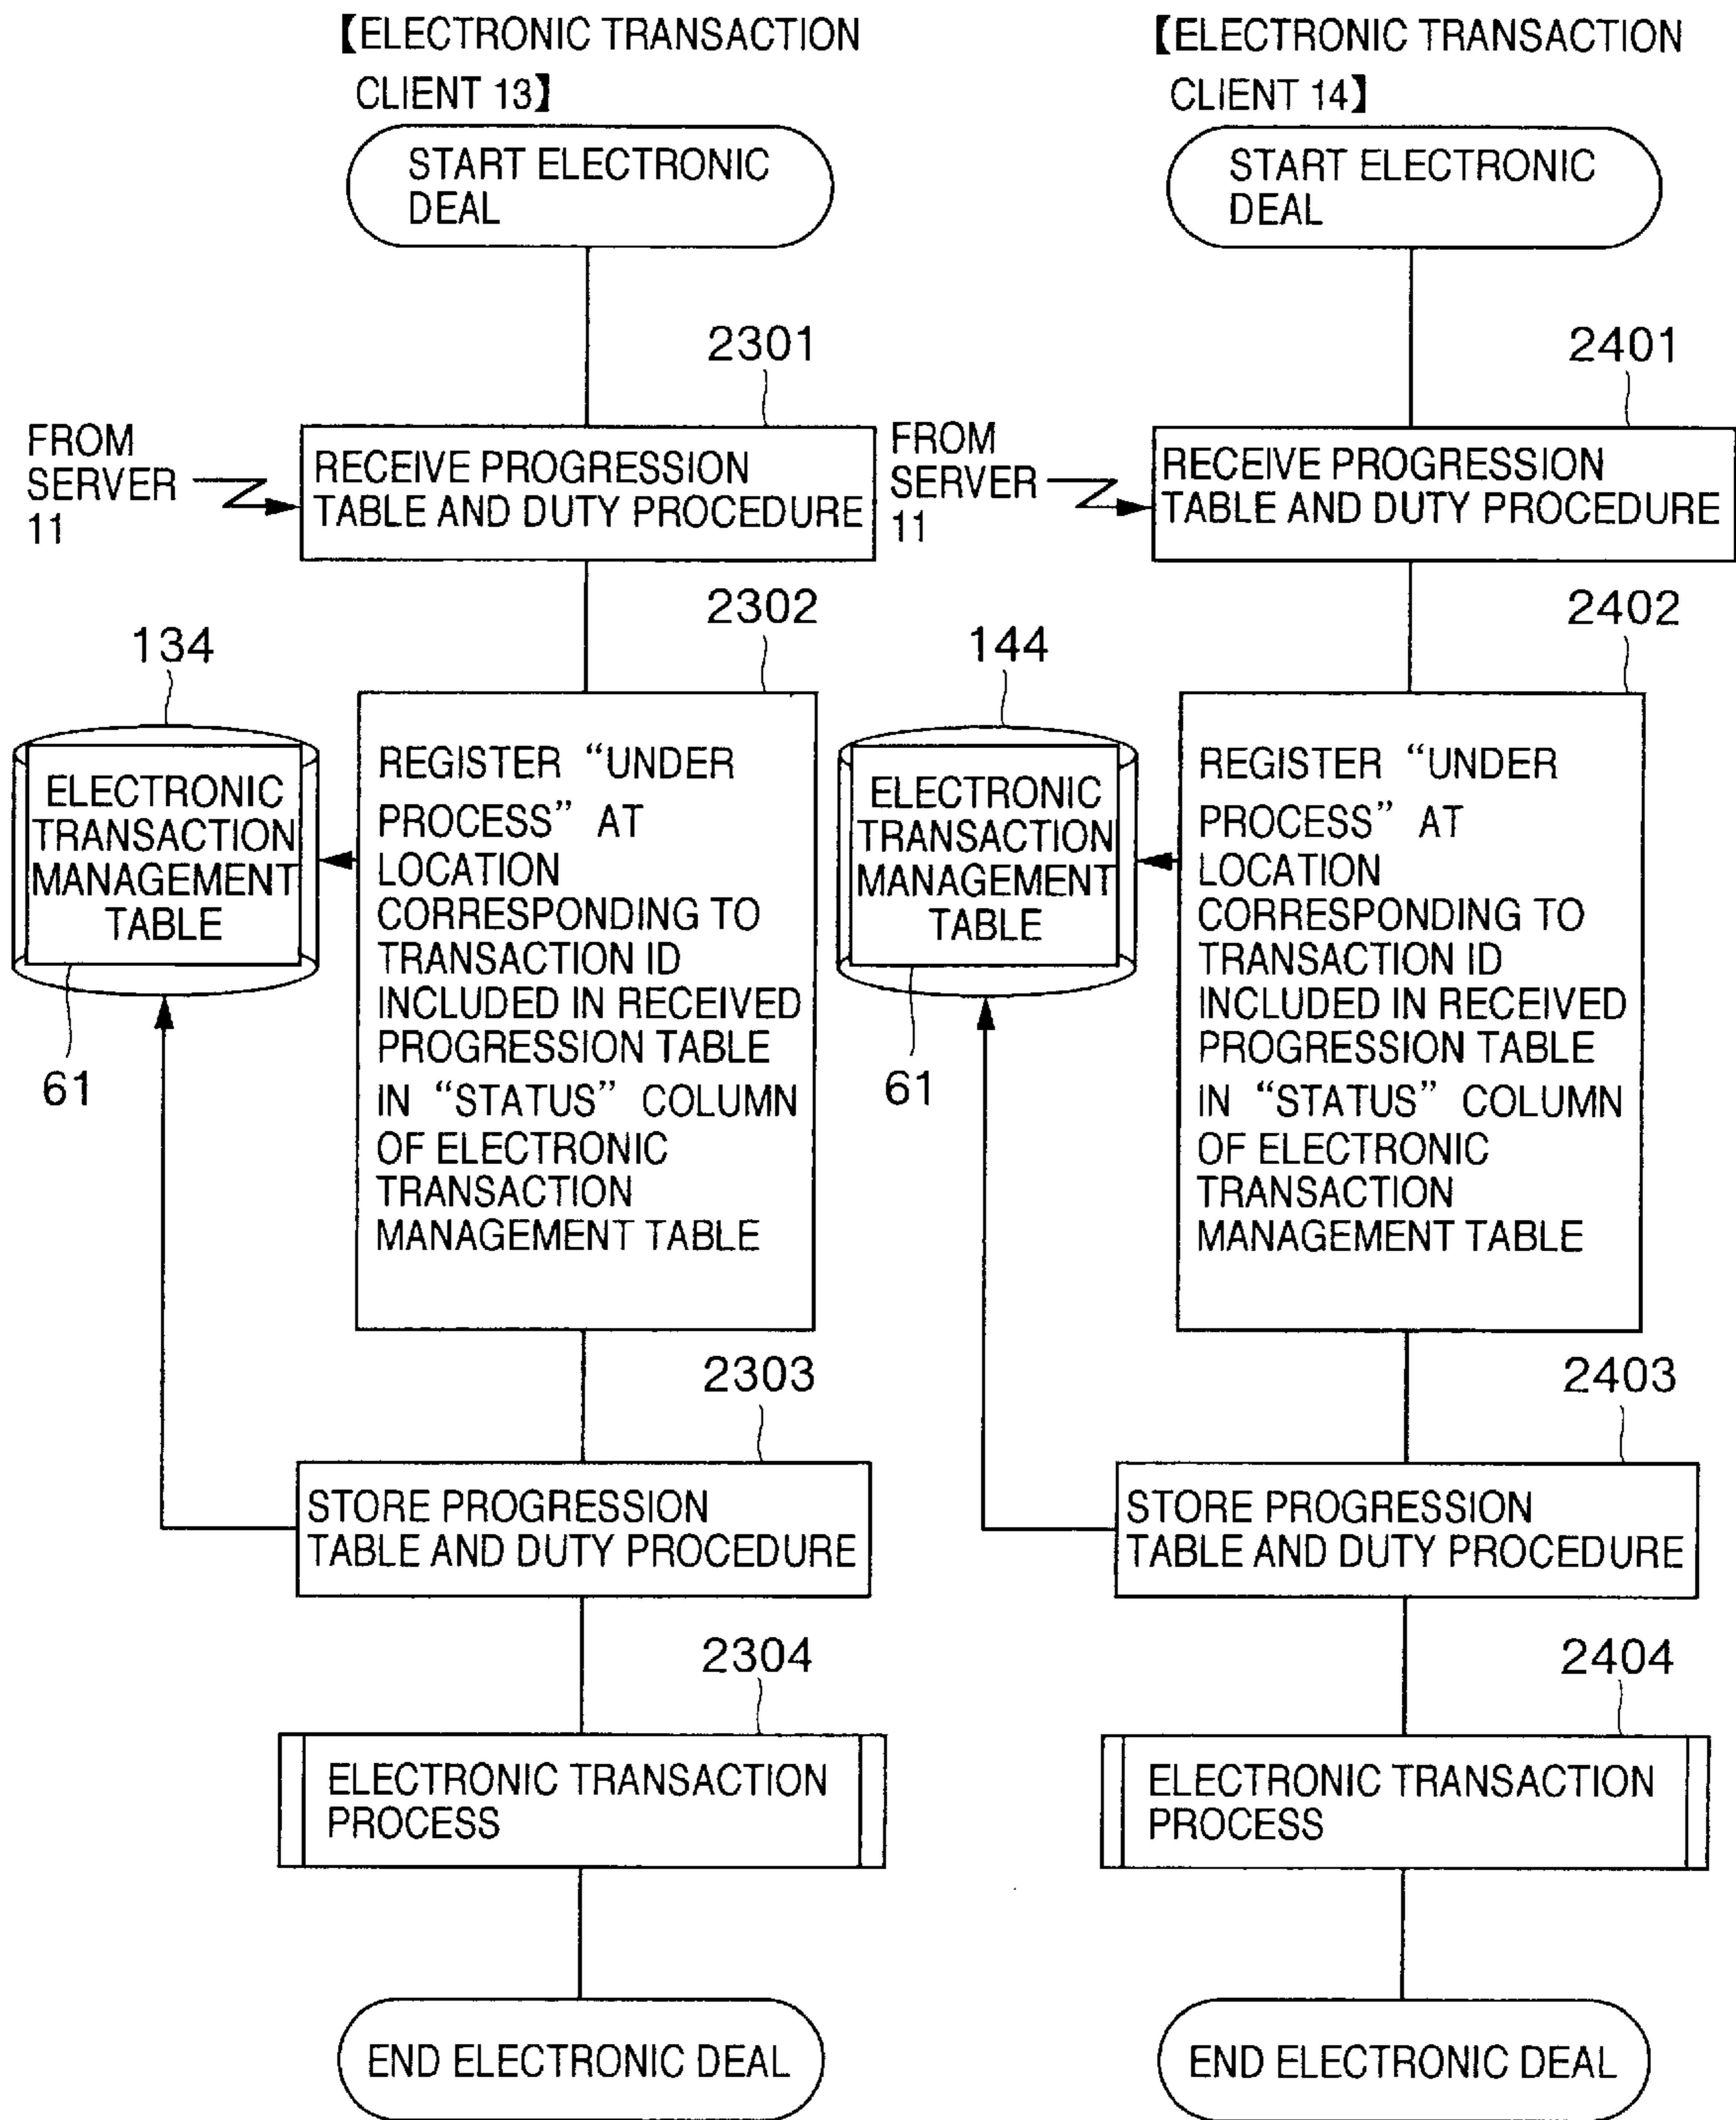 【ELECTRONIC TRANSACTION
CLIENT 13】
START ELECTRONIC
DEAL
2301
FROM
SERVER
11
RECEIVE PROGRESSION
TABLE AND DUTY PROCEDURE
2302
134
ELECTRONIC
TRANSACTION
MANAGEMENT
TABLE
61
REGISTER “UNDER
PROCESS” AT
LOCATION
CORRESPONDING TO
TRANSACTION ID
INCLUDED IN RECEIVED
PROGRESSION TABLE
IN “STATUS” COLUMN
OF ELECTRONIC
TRANSACTION
MANAGEMENT TABLE
2303
STORE PROGRESSION
TABLE AND DUTY PROCEDURE
2304
ELECTRONIC TRANSACTION
PROCESS
END ELECTRONIC DEAL
【ELECTRONIC TRANSACTION
CLIENT 14】
START ELECTRONIC
DEAL
2401
FROM
SERVER
11
RECEIVE PROGRESSION
TABLE AND DUTY PROCEDURE
2402
144
ELECTRONIC
TRANSACTION
MANAGEMENT
TABLE
61
REGISTER “UNDER
PROCESS” AT
LOCATION
CORRESPONDING TO
TRANSACTION ID
INCLUDED IN RECEIVED
PROGRESSION TABLE
IN “STATUS” COLUMN
OF ELECTRONIC
TRANSACTION
MANAGEMENT TABLE
2403
STORE PROGRESSION
TABLE AND DUTY PROCEDURE
2404
ELECTRONIC TRANSACTION
PROCESS
END ELECTRONIC DEAL